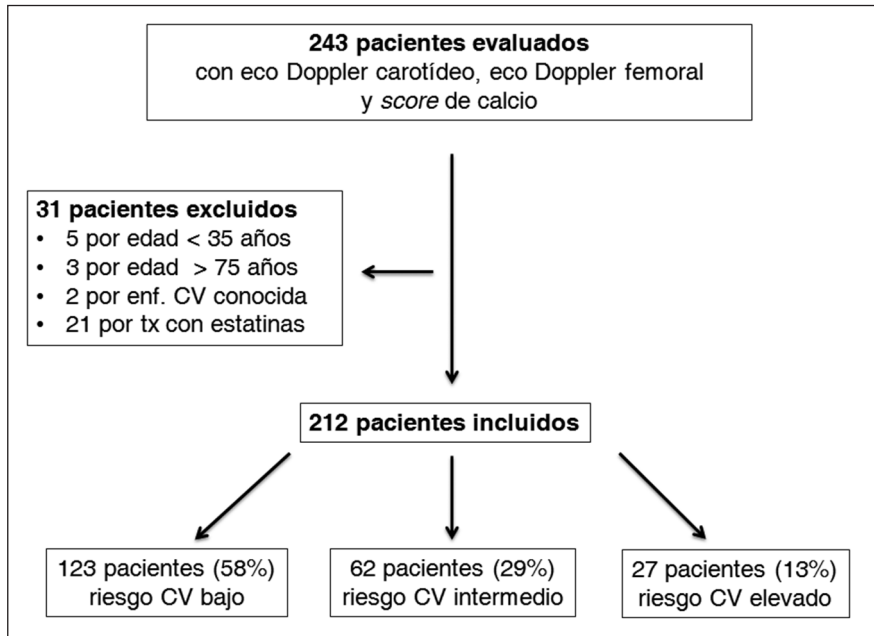 243 pacientes evaluados
con eco Doppler carotídeo, eco Doppler femoral
y score de calcio
31 pacientes excluidos
• 5 por edad < 35 años
• 3 por edad > 75 años
• 2 por enf. CV conocida
• 21 por tx con estatinas
212 pacientes incluidos
123 pacientes (58%)
riesgo CV bajo
62 pacientes (29%)
riesgo CV intermedio
27 pacientes (13%)
riesgo CV elevado